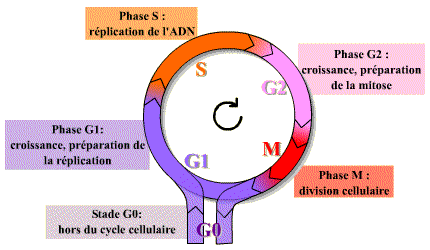 Phase S :
réplication de l'ADN
Phase G2 :
croissance, préparation
de la mitose
S
G2
Phase G1:
croissance, préparation de
la réplication
G1
M
Phase M :
division cellulaire
Stade G0:
hors du cycle cellulaire
G0